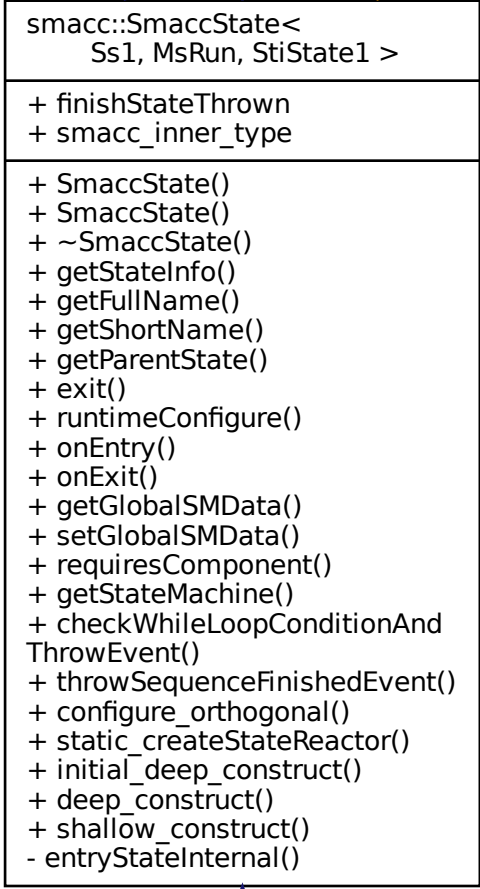 smacc::SmaccState<
Ss1, MsRun, StiState1 >
+ finishStateThrown
+ smacc_inner_type
+ SmaccState()
+ SmaccState()
+ ~SmaccState()
+ getStateInfo()
+ getFullName()
+ getShortName()
+ getParentState()
+ exit()
+ runtimeConfigure()
+ onEntry()
+ onExit()
+ getGlobalSMData()
+ setGlobalSMData()
+ requiresComponent()
+ getStateMachine()
+ checkWhileLoopConditionAnd
ThrowEvent()
+ throwSequenceFinishedEvent()
+ configure_orthogonal()
+ static_createStateReactor()
+ initial_deep_construct()
+ deep_construct()
+ shallow_construct()
- entryStateInternal()